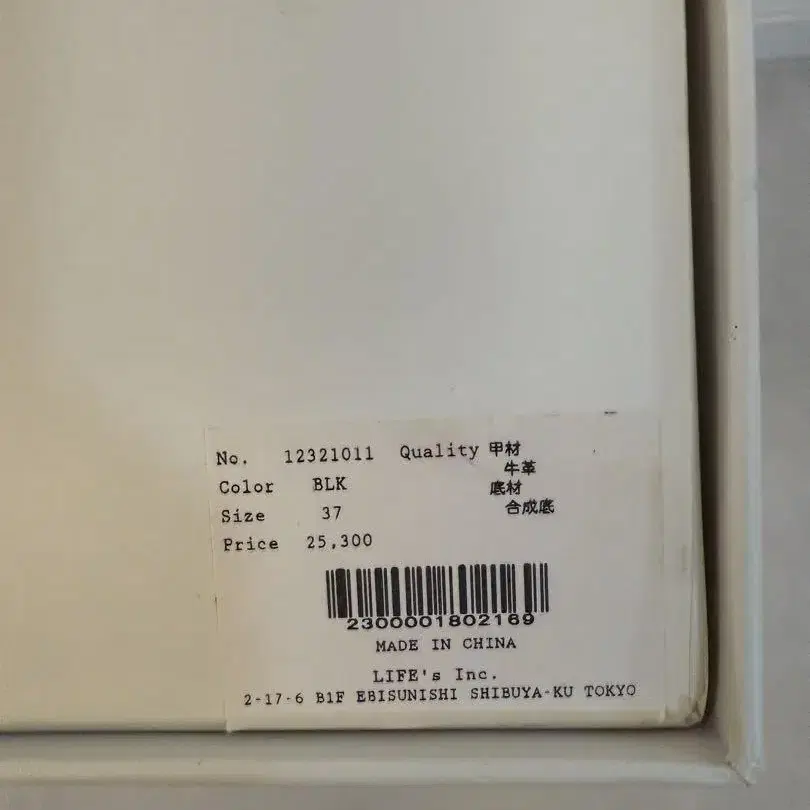 No. 12321011 Quality 甲材
牛革
Color BLK 底材
Size 37 合成底
Price 25,300
2300001802169
MADE IN CHINA
LIFE's Inc.
2-17-6 B1F EBISUNISHI SHIBUYA-KU TOKYO